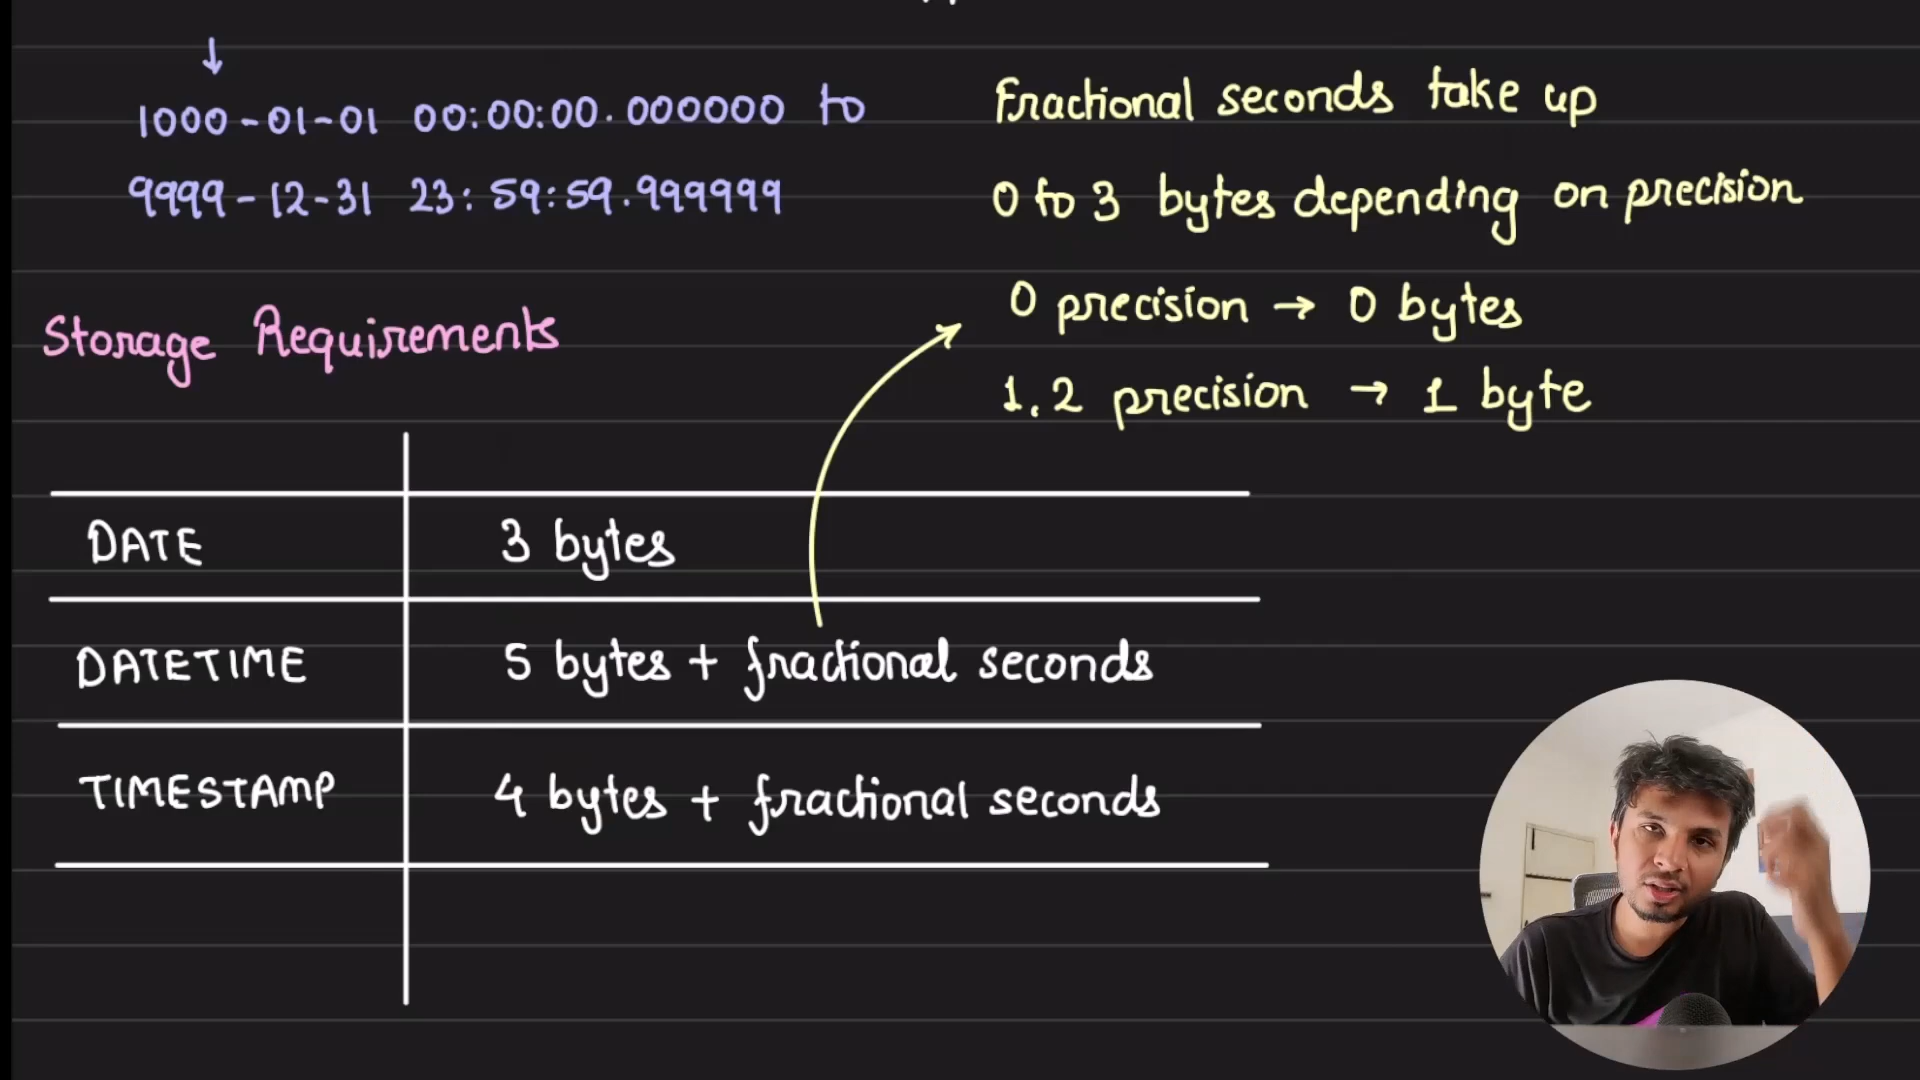 1000-01-01 00:00:00.000000 to
9999-12-31 23:59:59.999999
Fractional seconds take up
0 to 3 bytes depending on precision
0 precision → 0 bytes
1,2 precision → 1 byte
Storage Requirements
DATE 3 bytes
DATETIME 5 bytes + fractional seconds
TIMESTAMP 4 bytes + fractional seconds